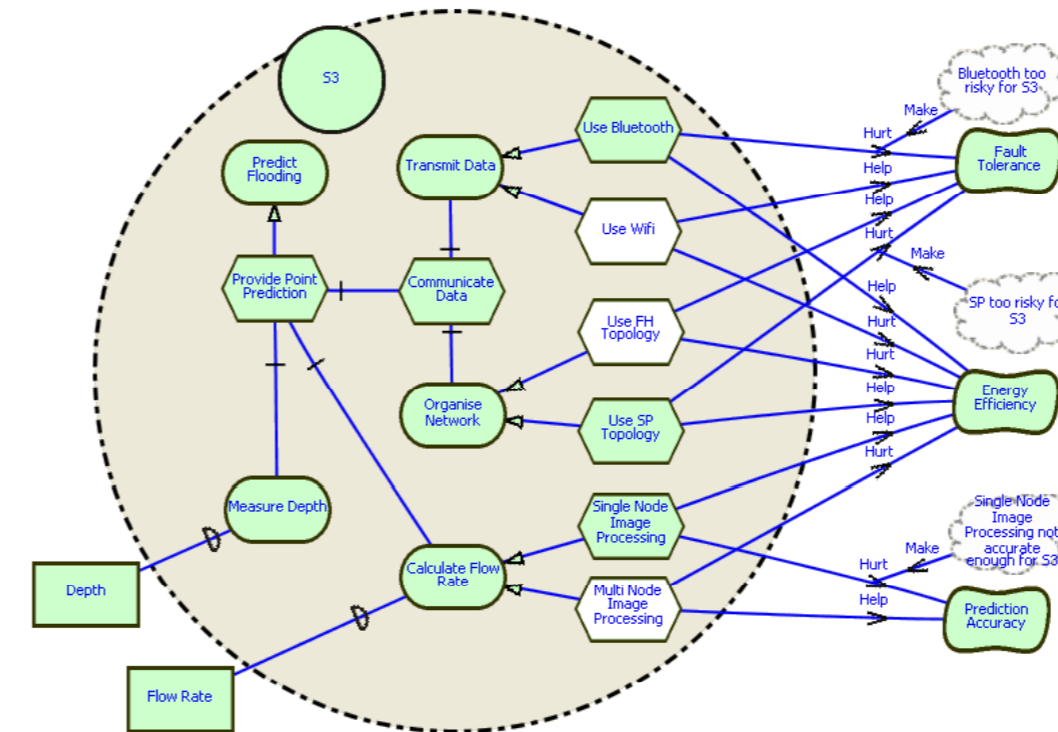 S3
Bluetooth too
risky for S3
Make
Use Bluetooth
Hurt
Predict
Flooding
Transmit Data
Fault
Tolerance
Help
Help
Use Wifi
Hurt
Make
Provide Point
Prediction
Communicate
Data
Help
SP too risky fo
S3
Use FH
Topology
Hurt
Hurt
Organise
Network
Use SP
Topology
Help
Energy
Efficiency
Help
Hurt
Measure Depth
Single Node
Image
Processing
Single Node
Image
Processing not
accurate
enough for S3
Make
Hurt
Calculate Flow
Rate
Depth
Multi Node
Image
Processing
Help
Prediction
Accuracy
Flow Rate